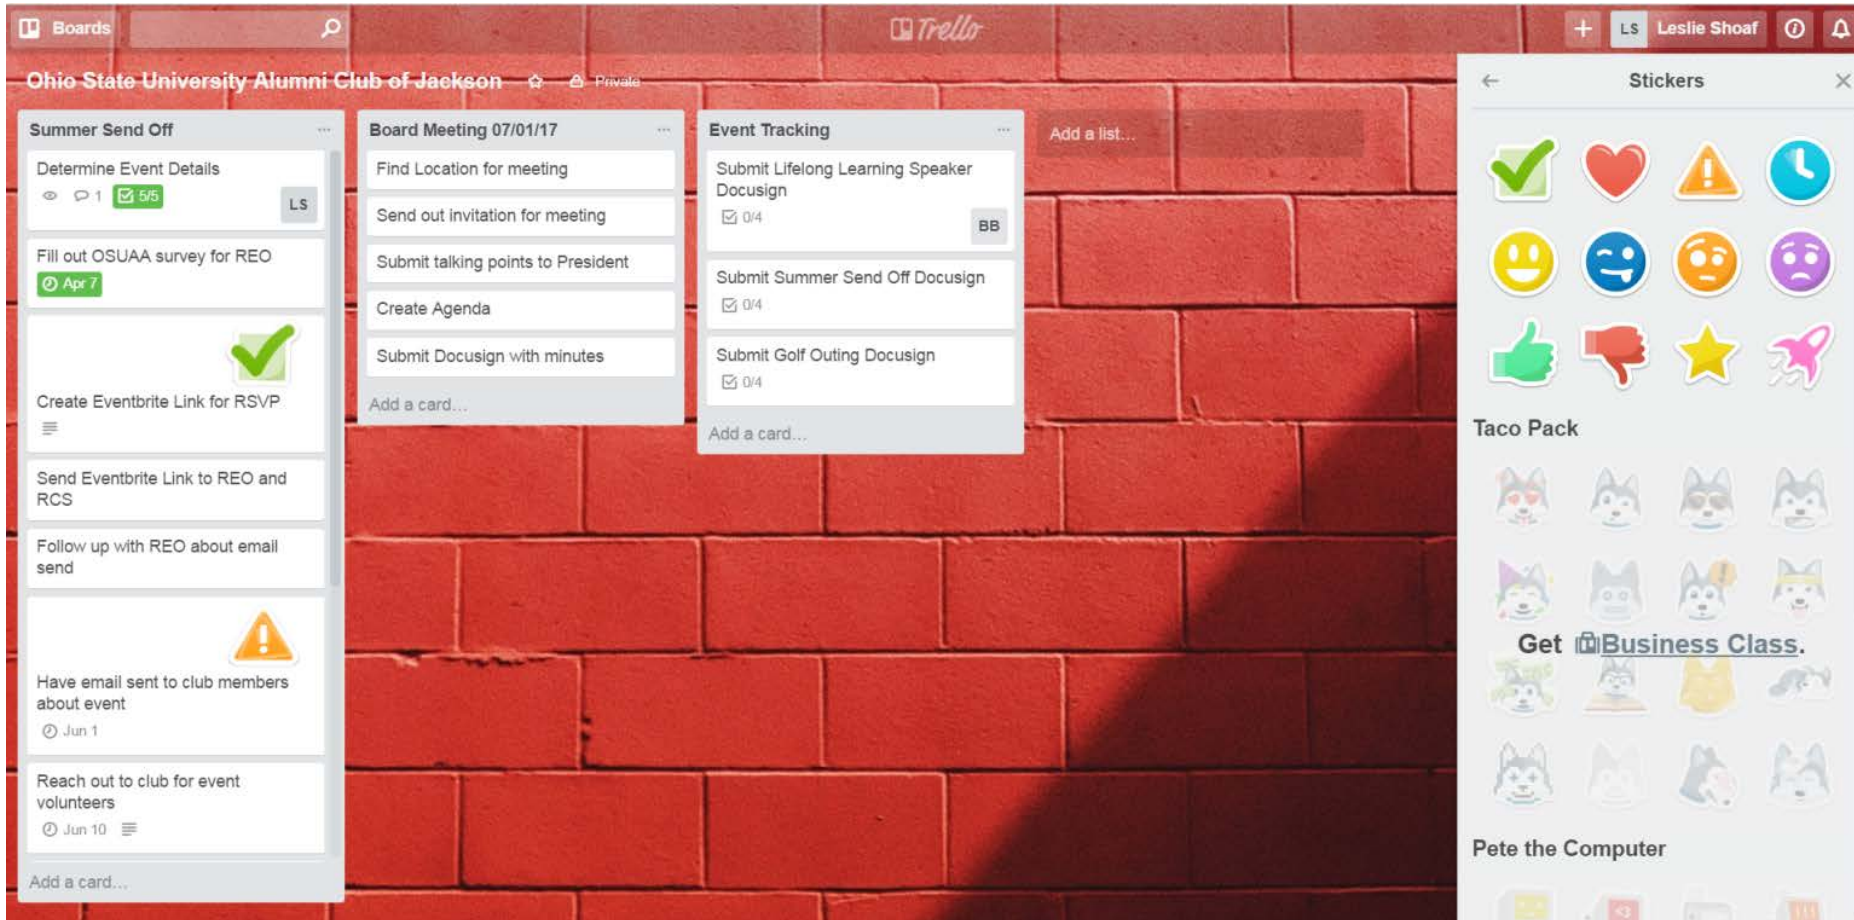 Boards
Trello
LS Leslie Shoaf
Ohio State University Alumni Club of Jackson
Private
Summer Send Off
Determine Event Details
1
5/5
LS
Fill out OSUAA survey for REO
Apr 7
Create Eventbrite Link for RSVP
Send Eventbrite Link to REO and
RCS
Follow up with REO about email
send
Have email sent to club members
about event
Jun 1
Reach out to club for event
volunteers
Jun 10
Add a card...
Board Meeting 07/01/17
Find Location for meeting
Send out invitation for meeting
Submit talking points to President
Create Agenda
Submit Docusign with minutes
Add a card...
Event Tracking
Submit Lifelong Learning Speaker
Docusign
0/4
BB
Submit Summer Send Off Docusign
0/4
Submit Golf Outing Docusign
0/4
Add a card...
Add a list...
Stickers
Taco Pack
Get Business Class.
Pete the Computer